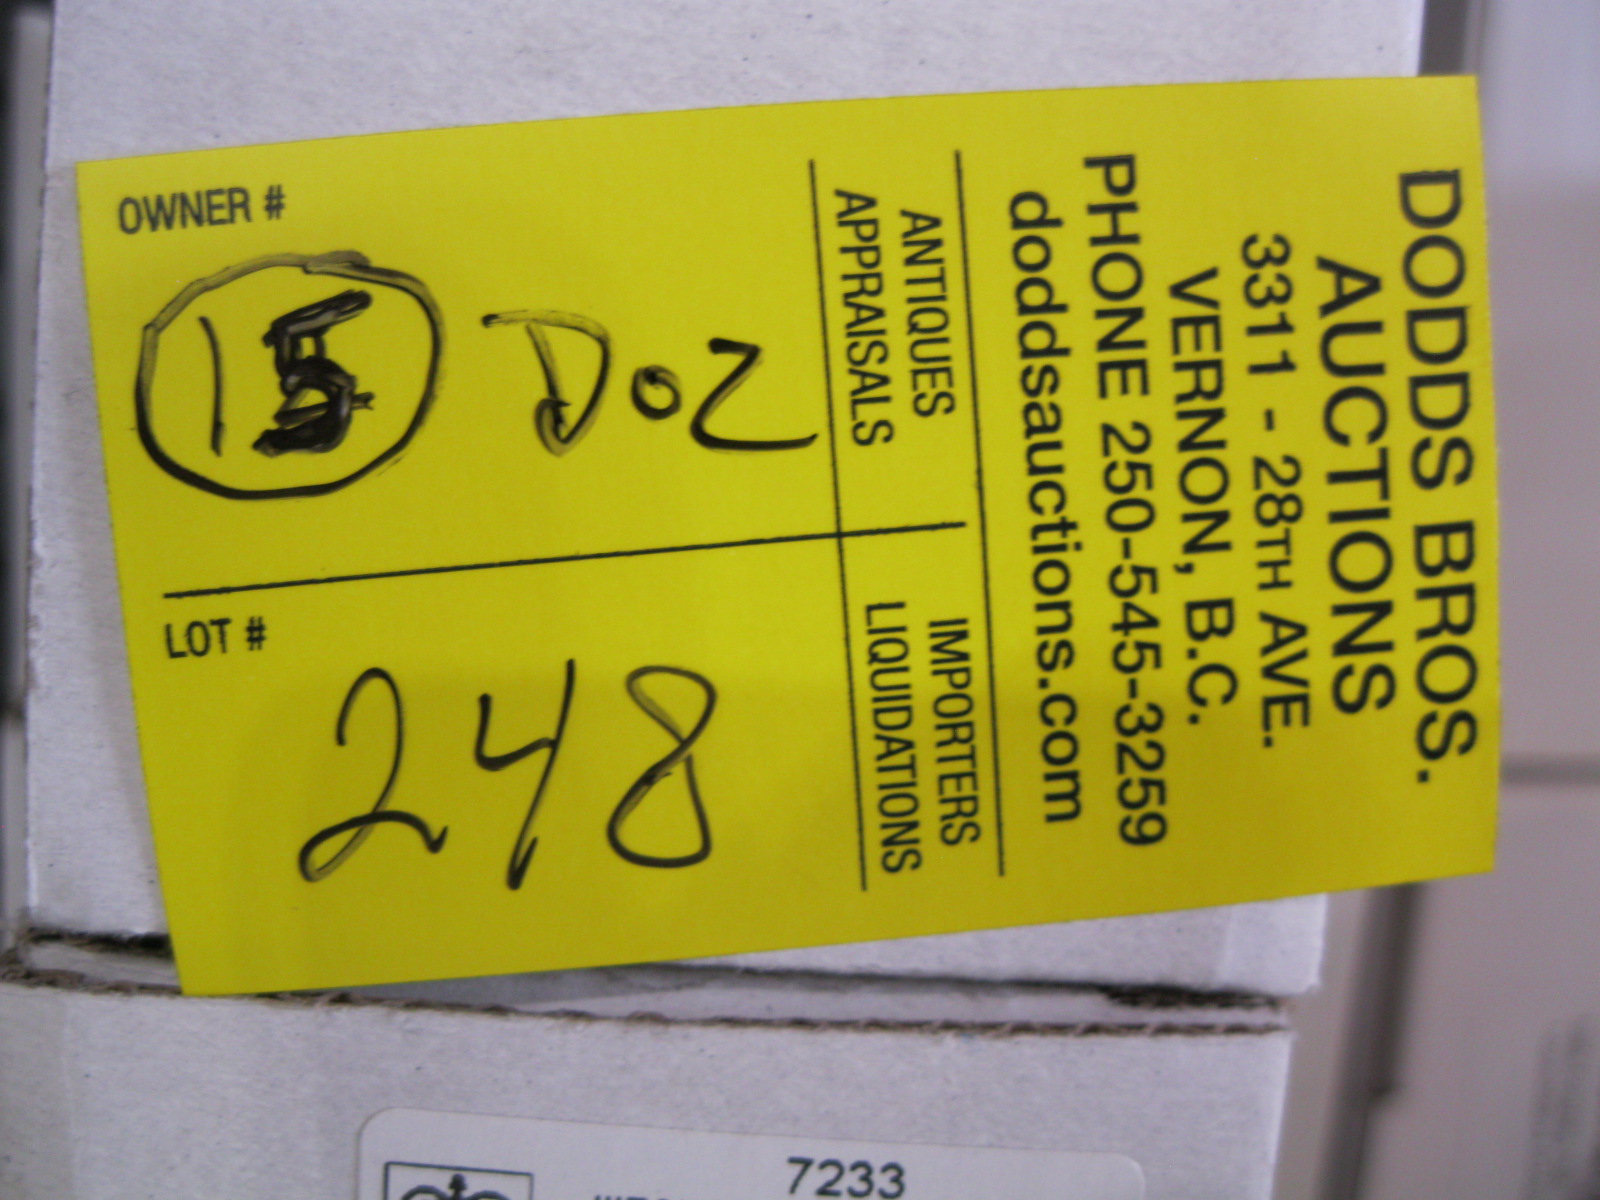 DODDS BROS.
AUCTIONS
3311 - 28TH AVE.
VERNON, B.C.
PHONE 250-545-3259
doddsauctions.com
ANTIQUES
APPRAISALS
IMPORTERS
LIQUIDATIONS
OWNER #
15 DOZ
LOT #
248
7233